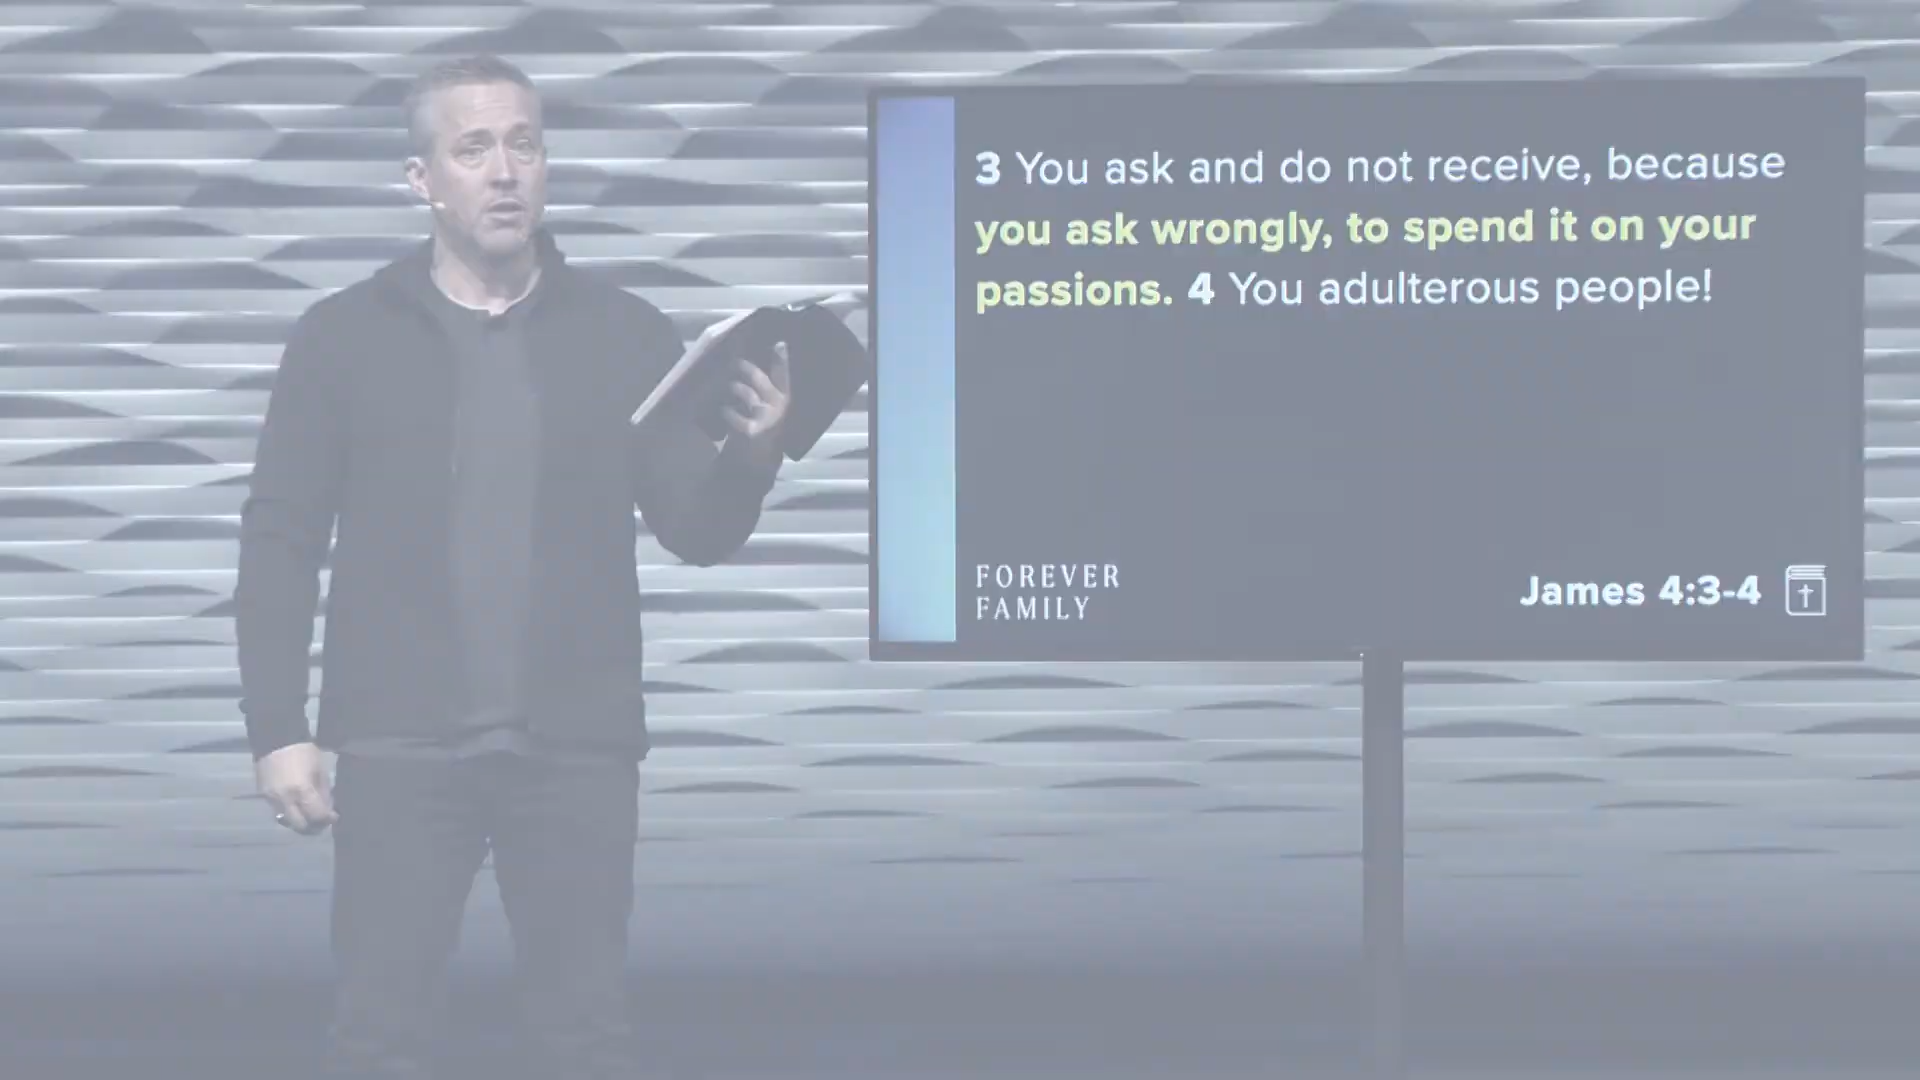 3 You ask and do not receive, because
you ask wrongly, to spend it on your
passions. 4 You adulterous people!
FOREVER
FAMILY
James 4:3-4